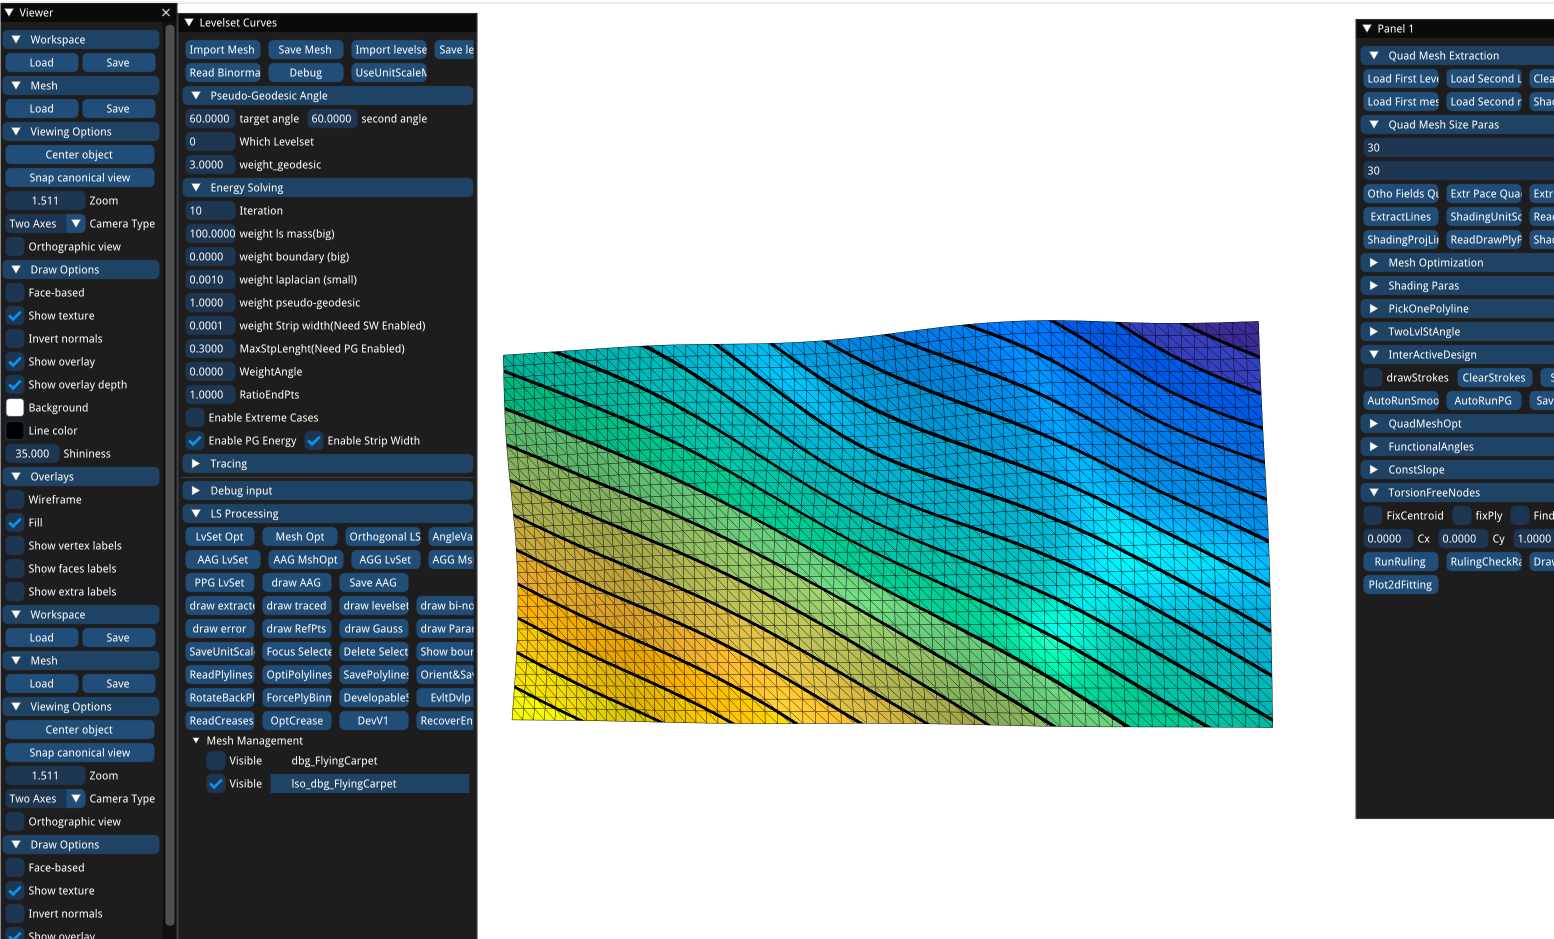 Viewer
Workspace
Load Save
Mesh
Load Save
Viewing Options
Center object
Snap canonical view
1.511 Zoom
Two Axes Camera Type
Orthographic view
Draw Options
Face-based
Show texture
Invert normals
Show overlay
Show overlay depth
Background
Line color
35.000 Shininess
Overlays
Wireframe
Fill
Show vertex labels
Show faces labels
Show extra labels
Workspace
Load Save
Mesh
Load Save
Viewing Options
Center object
Snap canonical view
1.511 Zoom
Two Axes Camera Type
Orthographic view
Draw Options
Face-based
Show texture
Invert normals
Show overlay
Levelset Curves
Import Mesh Save Mesh Import levelse Save le
Read Binorma Debug UseUnitScale
Pseudo-Geodesic Angle
60.0000 target angle 60.0000 second angle
0 Which Levelset
3.0000 weight_geodesic
Energy Solving
10 Iteration
100.0000 weight ls mass(big)
0.0000 weight boundary (big)
0.0010 weight laplacian (small)
1.0000 weight pseudo-geodesic
0.0001 weight Strip width(Need SW Enabled)
0.3000 MaxStpLenght(Need PG Enabled)
0.0000 WeightAngle
1.0000 RatioEndPts
Enable Extreme Cases
Enable PG Energy Enable Strip Width
Tracing
Debug input
LS Processing
LvSet Opt Mesh Opt Orthogonal LS AngleVa
AAG LvSet AAG MshOpt AGG LvSet AGG Ms
PPG LvSet draw AAG Save AAG
draw extract draw traced draw levelset draw bi-no
draw error draw RefPts draw Gauss draw Para
SaveUnitScal Focus Selecte Delete Select Show bour
ReadPlylines OptiPolylines SavePolyline Orient&Sa
RotateBackPl ForcePlyBinn Developable EvltDvlp
ReadCreases OptCrease DevV1 RecoverEn
Mesh Management
Visible dbg_FlyingCarpet
Visible lso_dbg_FlyingCarpet
Panel 1
Quad Mesh Extraction
Load First Leve Load Second L Clea
Load First mes Load Second Shad
Quad Mesh Size Paras
30
30
Otho Fields Qu Extr Pace Qua Extr
ExtractLines ShadingUnitSc Read
ShadingProjLi ReadDrawPlyP Shad
Mesh Optimization
Shading Paras
PickOnePolyline
TwoLvlStAngle
InterActiveDesign
drawStrokes ClearStrokes S
AutoRunSmoo AutoRunPG Sav
QuadMeshOpt
FunctionalAngles
ConstSlope
TorsionFreeNodes
FixCentroid fixPly Find
0.0000 Cx 0.0000 Cy 1.0000
RunRuling RulingCheckRa Draw
Plot2dFitting